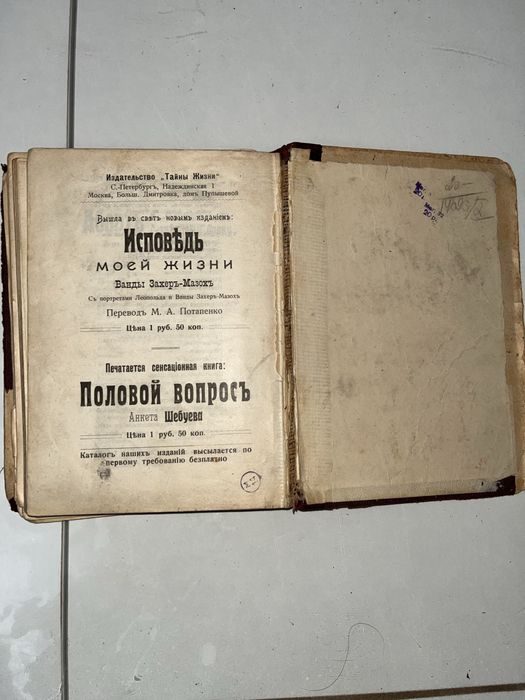 Издательство „Тайны Жизни“
С.-Петербургъ, Надеждинская 1
Москва, Больш. Дмитровка, домъ Пупышевой
Вышла въ свѣтъ новымъ изданіемъ:
Исповѣдь
моей жизни
Ванды Захеръ-Мазохъ
Съ портретами Леопольда и Ванды Захеръ-Мазохъ
Переводъ М. А. Потапенко
Цѣна 1 руб. 50 коп.
Печатается сенсаціонная книга:
Половой вопросъ
Анкета Шебуева
Цѣна 1 руб. 50 коп.
Каталогъ нашихъ изданій высылается по
первому требованію безплатно